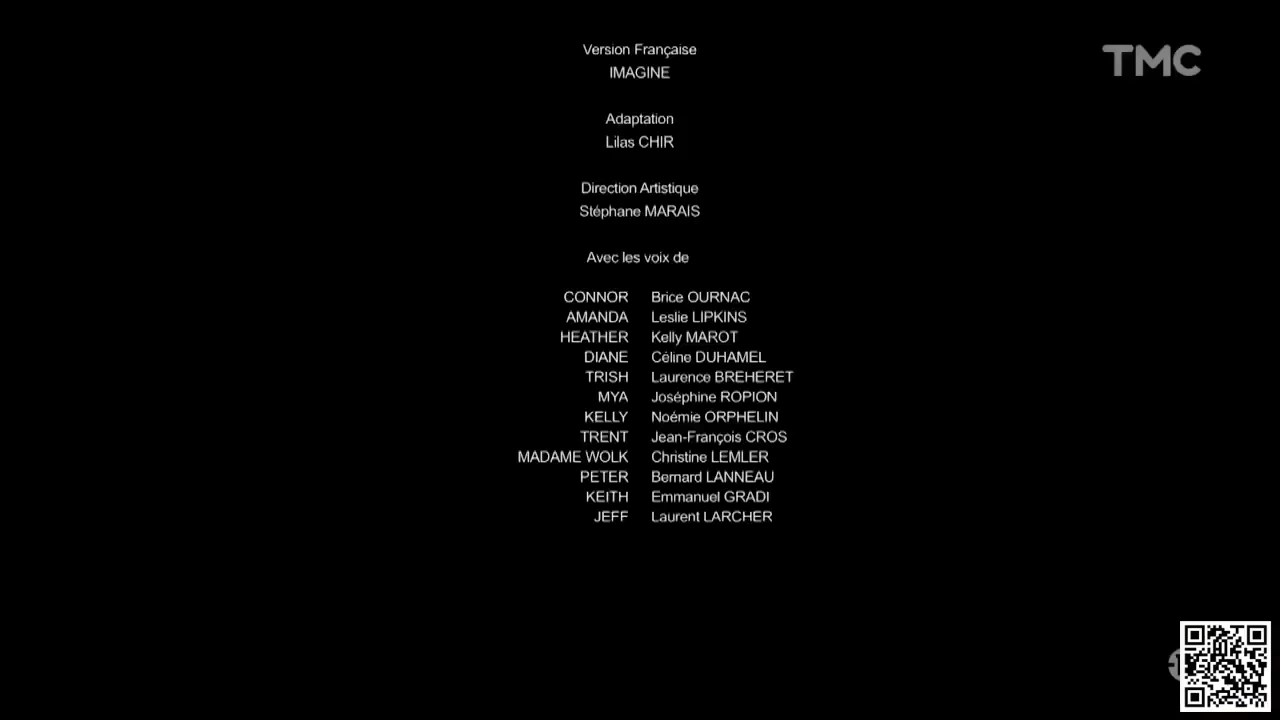 Version Française
IMAGINE
TMC
Adaptation
Lilas CHIR
Direction Artistique
Stéphane MARAIS
Avec les voix de
CONNOR Brice OURNAC
AMANDA Leslie LIPKINS
HEATHER Kelly MAROT
DIANE Céline DUHAMEL
TRISH Laurence BREHERET
MYA Joséphine ROPION
KELLY Noémie ORPHELIN
TRENT Jean-François CROS
MADAME WOLK Christine LEMLER
PETER Bernard LANNEAU
KEITH Emmanuel GRADI
JEFF Laurent LARCHER